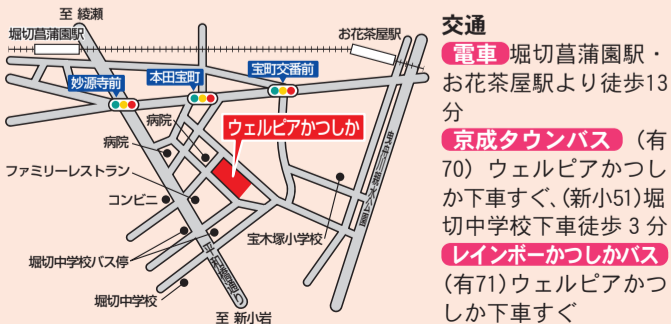 至 綾瀬
堀切菖蒲園駅
お花茶屋駅
妙源寺前
本田宝町
宝町交番前
病院
ウェルピアかつしか
病院
ファミリーレストラン
コンビニ
宝木塚小学校
堀切中学校バス停
堀切中学校
至 新小岩
交通
電車 堀切菖蒲園駅・
お花茶屋駅より徒歩13
分
京成タウンバス (有
70) ウェルピアかつし
か下車すぐ、(新小51)堀
切中学校下車徒歩 3 分
レインボーかつしかバス
(有71)ウェルピアかつ
しか下車すぐ